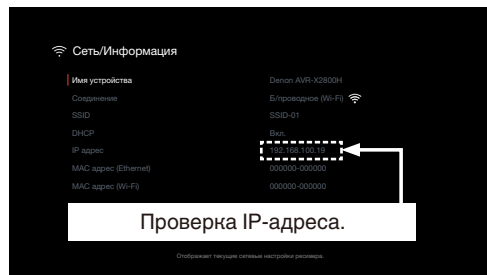 Сеть/Информация
Имя устройства Denon AVR-X2800H
Соединение Б/проводное (Wi-Fi)
SSID SSID-01
DHCP Вкл.
IP адрес 192.168.100.19
MAC адрес (Ethernet) 000000-000000
MAC адрес (Wi-Fi) 000000-000000
Проверка IP-адреса.
Отображает текущие сетевые настройки ресивера.